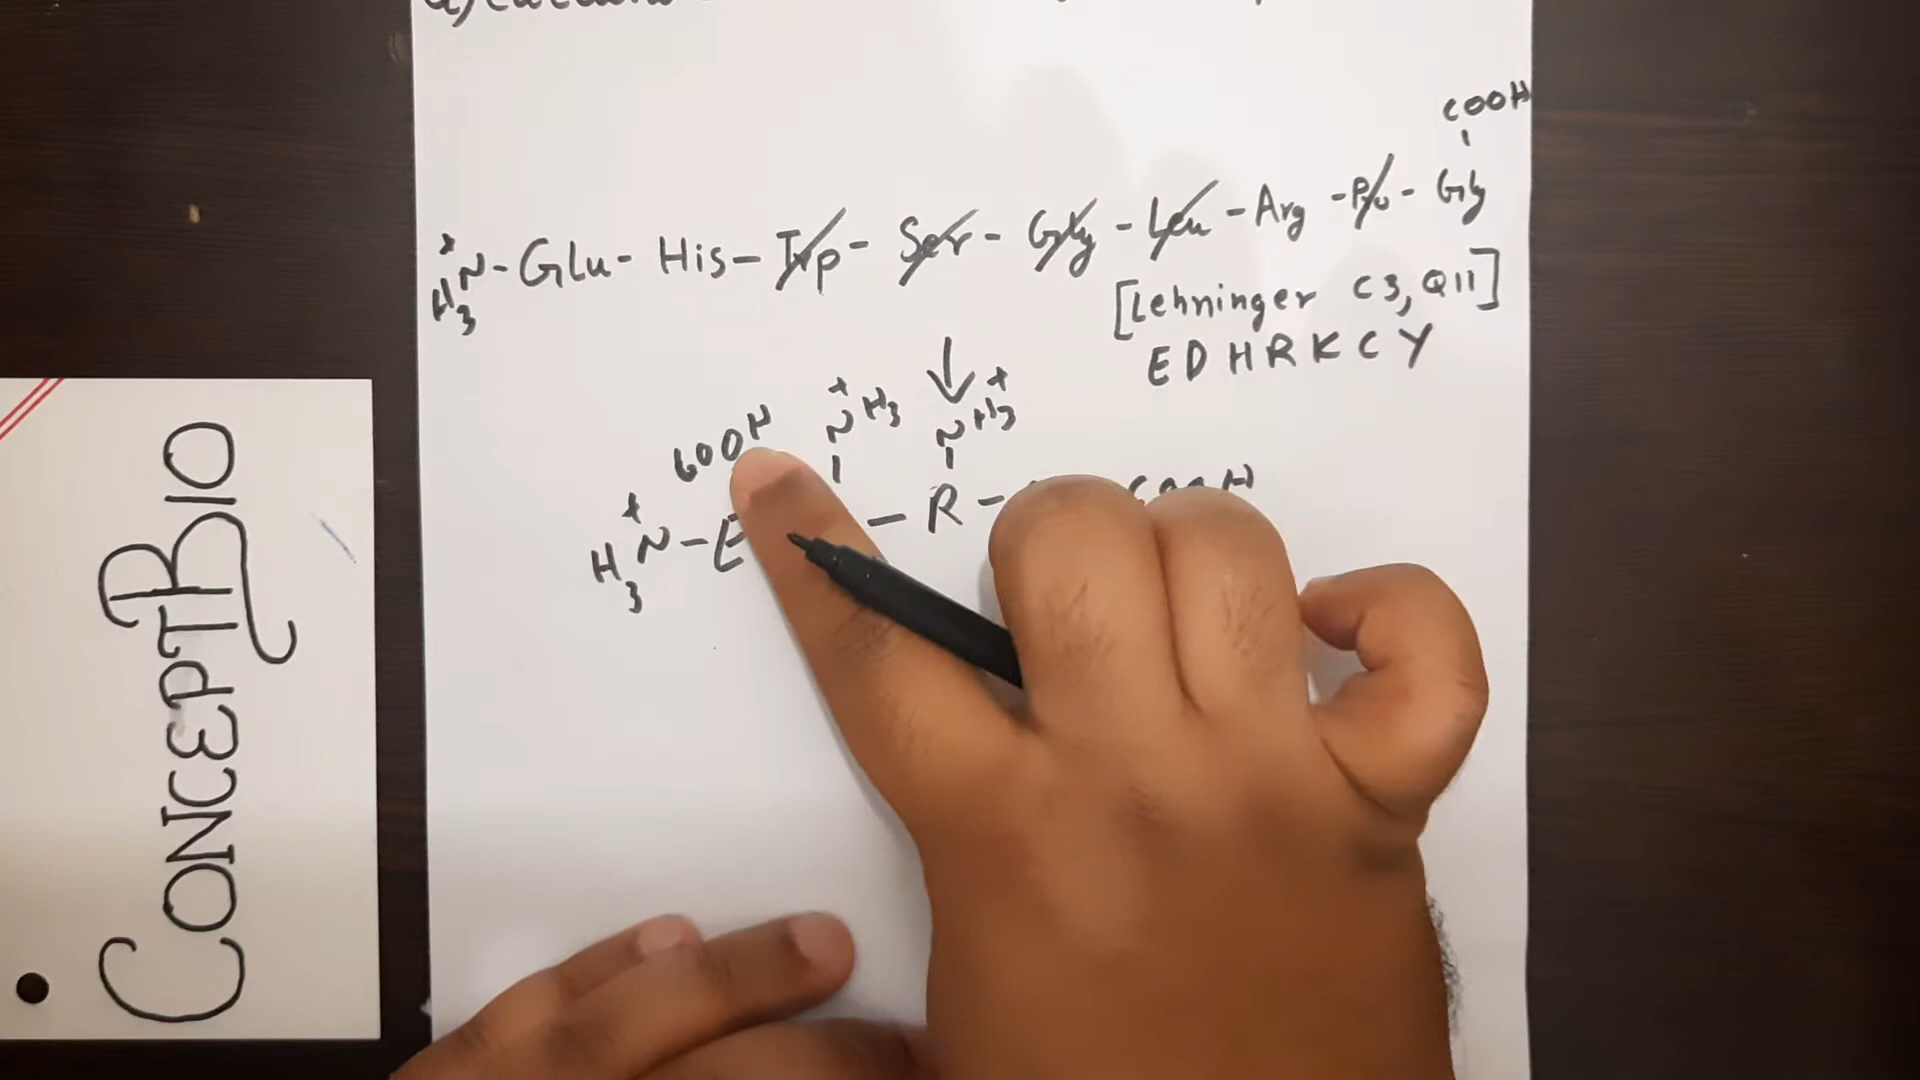 COOH
H3N+-Glu-His-Trp-Ser-Gly-Leu-Arg-Pro-Gly
[Lehninger C3, Q11]
E D H R K C Y
COOH +NH3 +NH3
H3N+-E - R - COOH
CONCEPTBIO